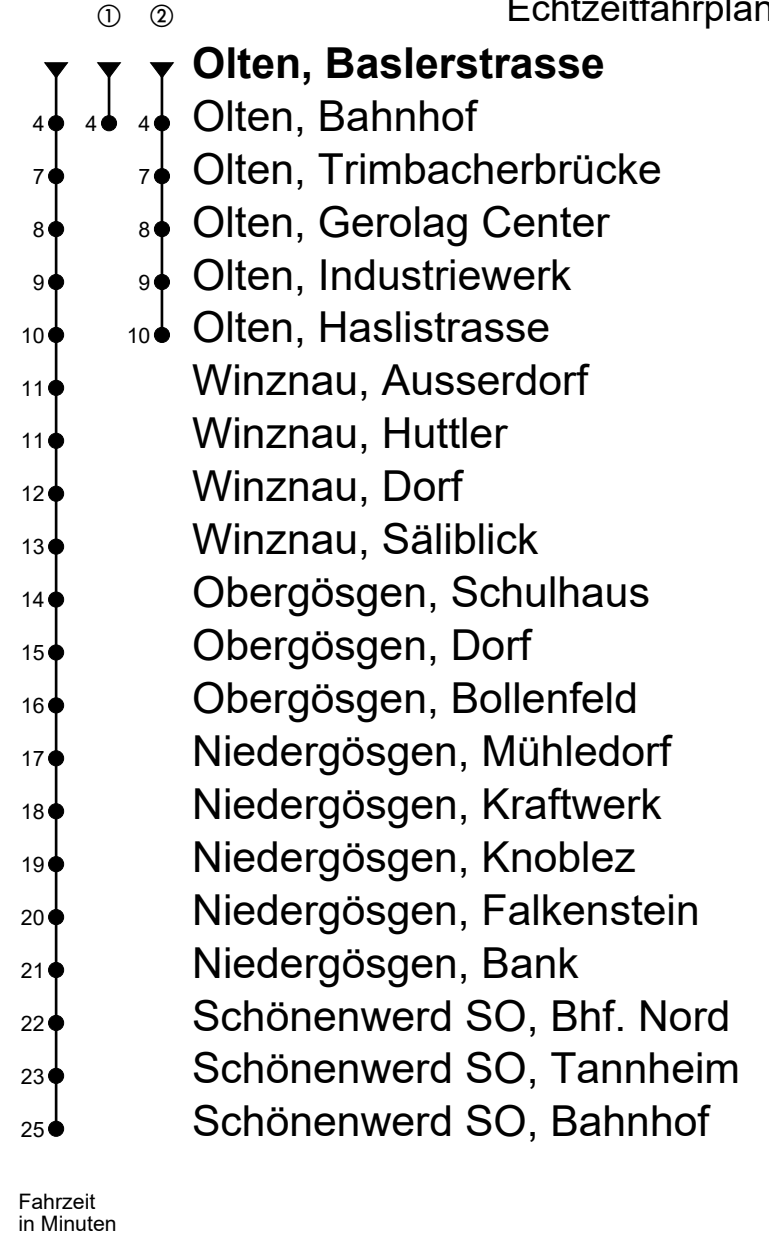 ① ② Echtzeitfahrplan
Olten, Baslerstrasse
4 4 4 Olten, Bahnhof
7 7 Olten, Trimbacherbrücke
8 8 Olten, Gerolag Center
9 9 Olten, Industriewerk
10 10 Olten, Haslistrasse
11 Winznau, Ausserdorf
11 Winznau, Huttler
12 Winznau, Dorf
13 Winznau, Säliblick
14 Obergösgen, Schulhaus
15 Obergösgen, Dorf
16 Obergösgen, Bollenfeld
17 Niedergösgen, Mühledorf
18 Niedergösgen, Kraftwerk
19 Niedergösgen, Knoblez
20 Niedergösgen, Falkenstein
21 Niedergösgen, Bank
22 Schönenwerd SO, Bhf. Nord
23 Schönenwerd SO, Tannheim
25 Schönenwerd SO, Bahnhof
Fahrzeit
in Minuten